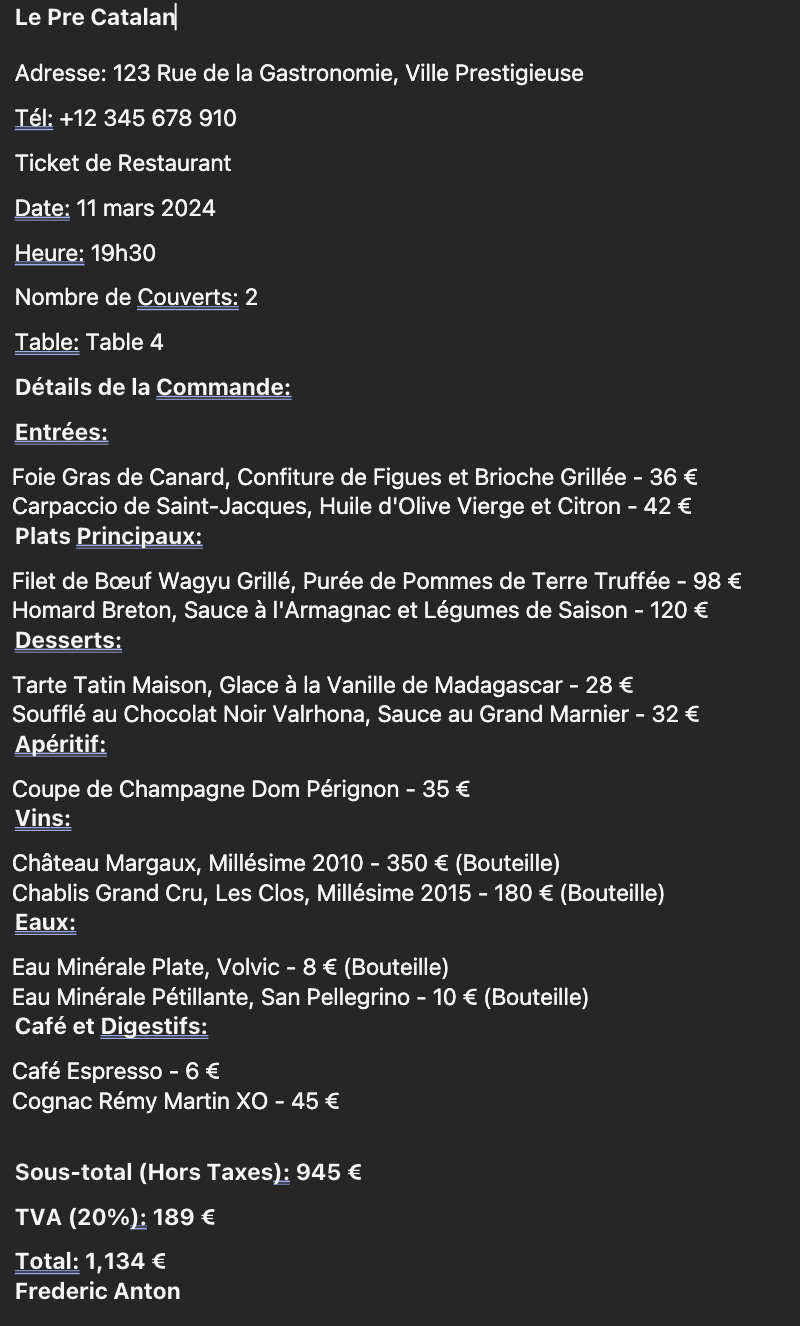 Le Pre Catalan
Adresse: 123 Rue de la Gastronomie, Ville Prestigieuse
Tél: +12 345 678 910
Ticket de Restaurant
Date: 11 mars 2024
Heure: 19h30
Nombre de Couverts: 2
Table: Table 4
Détails de la Commande:
Entrées:
Foie Gras de Canard, Confiture de Figues et Brioche Grillée - 36 €
Carpaccio de Saint-Jacques, Huile d'Olive Vierge et Citron - 42 €
Plats Principaux:
Filet de Bœuf Wagyu Grillé, Purée de Pommes de Terre Truffée - 98 €
Homard Breton, Sauce à l'Armagnac et Légumes de Saison - 120 €
Desserts:
Tarte Tatin Maison, Glace à la Vanille de Madagascar - 28 €
Soufflé au Chocolat Noir Valrhona, Sauce au Grand Marnier - 32 €
Apéritif:
Coupe de Champagne Dom Pérignon - 35 €
Vins:
Château Margaux, Millésime 2010 - 350 € (Bouteille)
Chablis Grand Cru, Les Clos, Millésime 2015 - 180 € (Bouteille)
Eaux:
Eau Minérale Plate, Volvic - 8 € (Bouteille)
Eau Minérale Pétillante, San Pellegrino - 10 € (Bouteille)
Café et Digestifs:
Café Espresso - 6 €
Cognac Rémy Martin XO - 45 €
Sous-total (Hors Taxes): 945 €
TVA (20%): 189 €
Total: 1,134 €
Frederic Anton